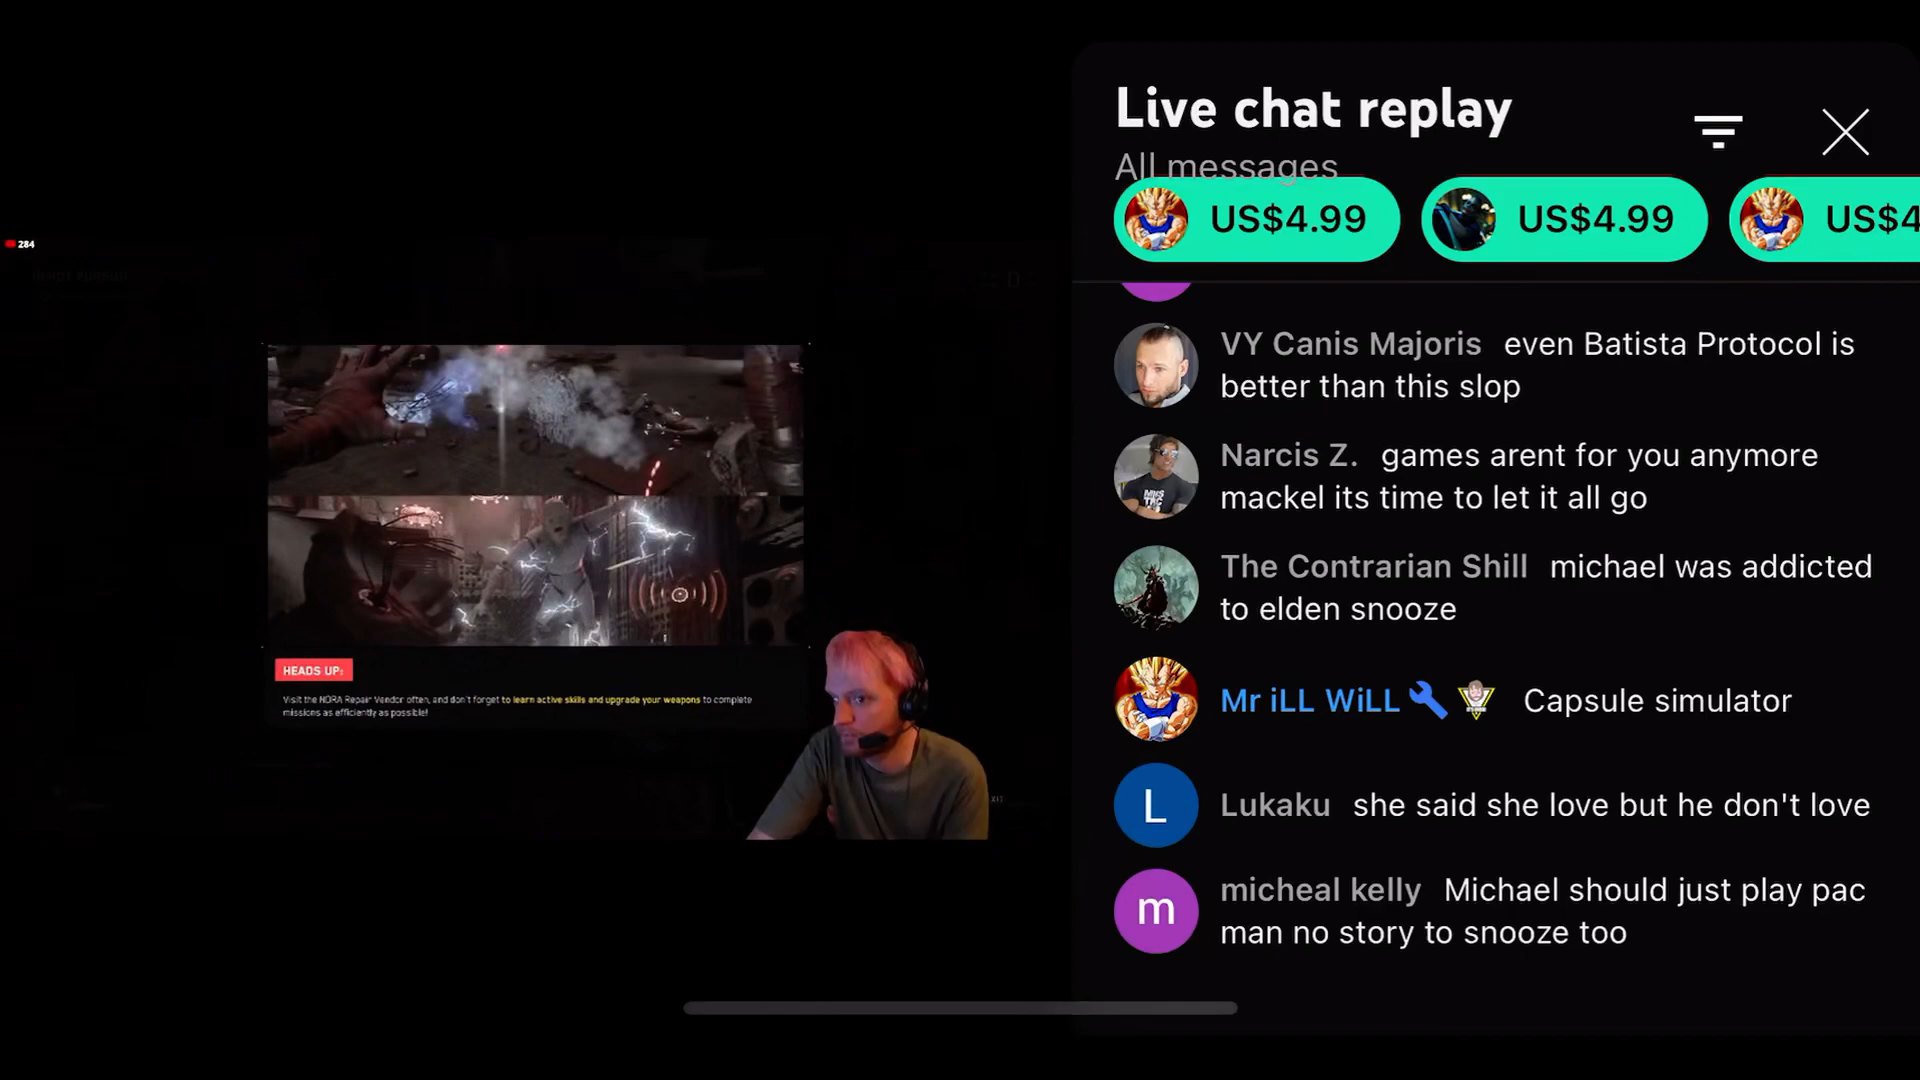 Live chat replay
All messages
US$4.99
US$4.99
US$4
284
VY Canis Majoris even Batista Protocol is
better than this slop
Narcis Z. games arent for you anymore
mackel its time to let it all go
The Contrarian Shill michael was addicted
to elden snooze
Mr iLL WiLL Capsule simulator
L
Lukaku she said she love but he don't love
m
micheal kelly Michael should just play pac
man no story to snooze too
HEADS UP:
Visit the NORA Repair Vendor often, and don't forget to learn active skills and upgrade your weapons to complete
missions as efficiently as possible!